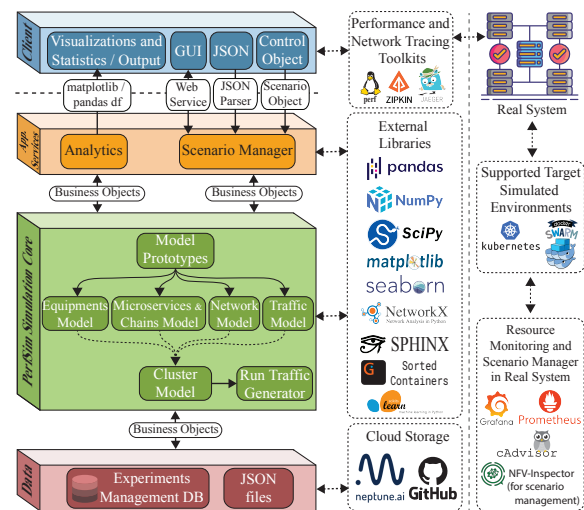 Client
Visualizations and
Statistics / Output
GUI
JSON
Control
Object
matplotlib /
pandas df
Web
Service
JSON
Parser
Scenario
Object
App.
Services
Analytics
Scenario Manager
Business Objects
Business Objects
PerfSim Simulation Core
Model
Prototypes
Equipments
Model
Microservices &
Chains Model
Network
Model
Traffic
Model
Cluster
Model
Run Traffic
Generator
Business Objects
Data
Experiments
Management DB
JSON
files
Performance and
Network Tracing
Toolkits
perf
ZIPKIN
JAEGER
External
Libraries
pandas
NumPy
SciPy
matplotlib
seaborn
NetworkX
Network Analysis in Python
SPHINX
Sorted
Containers
learn
Cloud Storage
neptune.ai
GitHub
Real System
Supported Target
Simulated
Environments
kubernetes
docker
SWARM
Resource
Monitoring and
Scenario Manager
in Real System
Grafana
Prometheus
cAdvisor
NFV-Inspector
(for scenario
management)